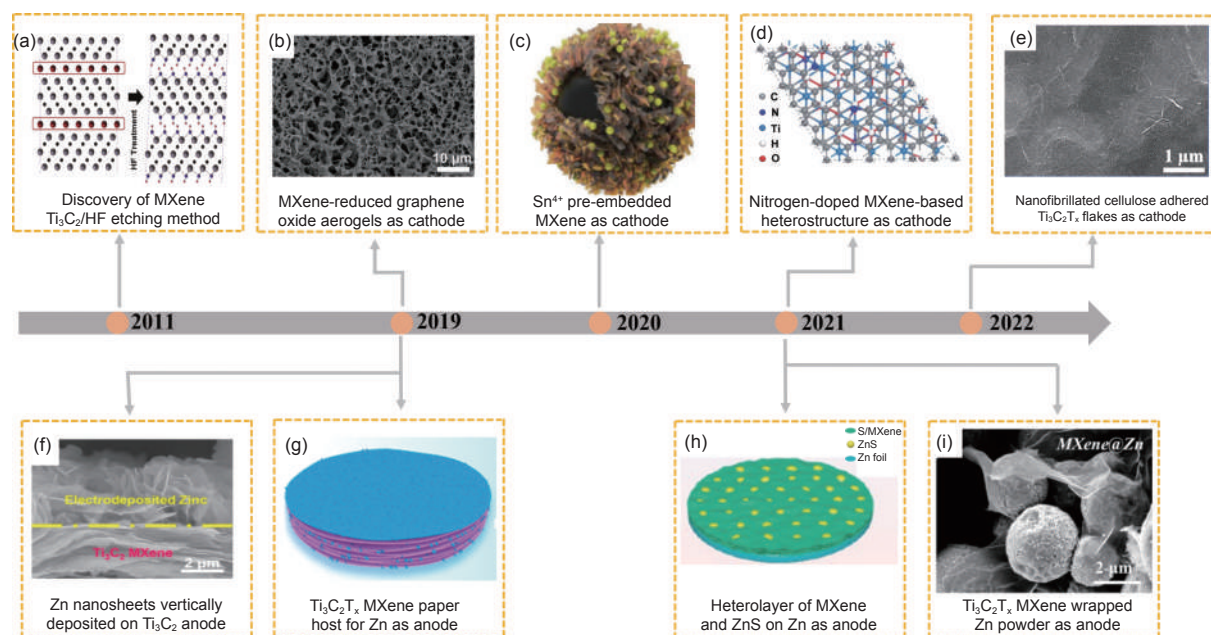 (a)
HF Treatment
Discovery of MXene
Ti₃C₂/HF etching method
(b)
10 μm
MXene-reduced graphene
oxide aerogels as cathode
(c)
Sn⁴⁺ pre-embedded
MXene as cathode
(d)
C
N
Ti
H
O
Nitrogen-doped MXene-based
heterostructure as cathode
(e)
1 μm
Nanofibrillated cellulose adhered
Ti₃C₂Tₓ flakes as cathode
2011
2019
2020
2021
2022
(f)
Electrodeposited Zinc
Ti₃C₂ MXene
2 μm
Zn nanosheets vertically
deposited on Ti₃C₂ anode
(g)
Ti₃C₂Tₓ MXene paper
host for Zn as anode
(h)
S/MXene
ZnS
Zn foil
Heterolayer of MXene
and ZnS on Zn as anode
(i)
MXene@Zn
2 μm
Ti₃C₂Tₓ MXene wrapped
Zn powder as anode